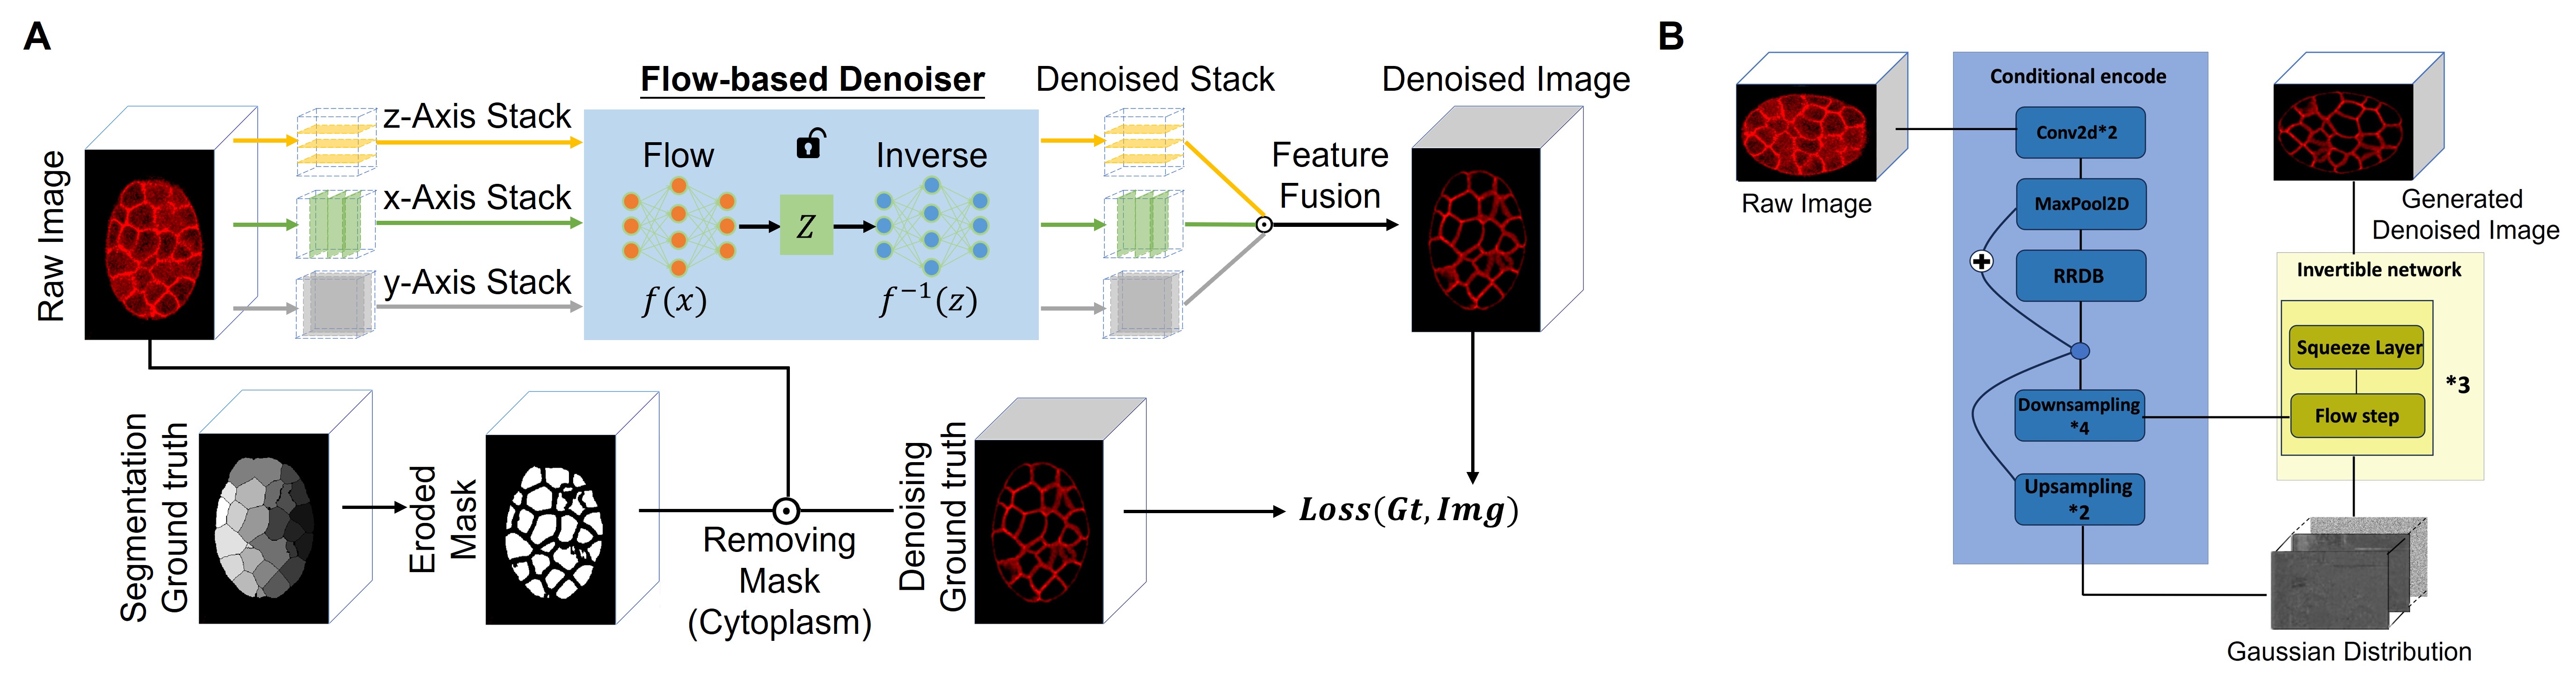 A
Raw Image
z-Axis Stack
x-Axis Stack
y-Axis Stack
Flow-based Denoiser
Flow
Z
Inverse
f(x)
f⁻¹(z)
Denoised Stack
Feature
Fusion
Denoised Image
Segmentation
Ground truth
Eroded
Mask
Removing
Mask
(Cytoplasm)
Denoising
Ground truth
Loss(Gt, Img)
B
Raw Image
Conditional encode
Conv2d*2
MaxPool2D
RRDB
Downsampling
*4
Upsampling
*2
Generated
Denoised Image
Invertible network
Squeeze Layer
Flow step
*3
Gaussian Distribution